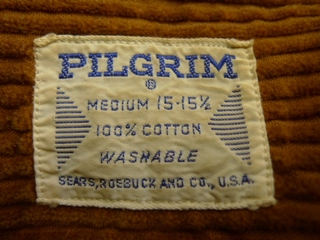 PILGRIM
®
MEDIUM 15-15½
100% COTTON
WASHABLE
SEARS, ROEBUCK AND CO., U.S.A.